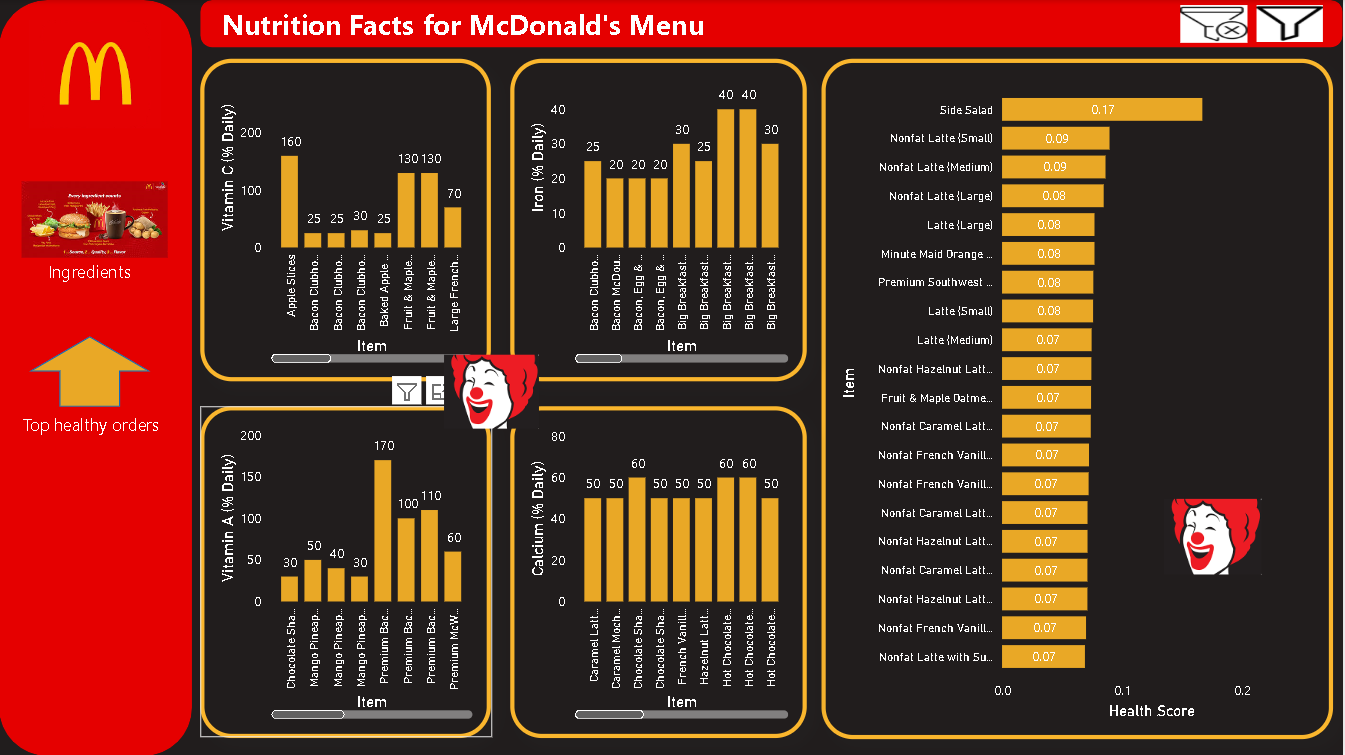 Nutrition Facts for McDonald's Menu
Every ingredient counts
Ingredients
Top healthy orders
Vitamin C (% Daily)
200
100
0
160
25
25
30
25
130
130
70
Apple Slices
Bacon Clubho...
Bacon Clubho...
Bacon Clubho...
Baked Apple ...
Fruit & Maple...
Fruit & Maple...
Large French...
Item
Iron (% Daily)
40
30
20
10
0
25
20
20
20
30
25
40
40
30
Bacon Clubho...
Bacon McDou...
Bacon, Egg & ...
Bacon, Egg & ...
Big Breakfast...
Big Breakfast...
Big Breakfast...
Big Breakfast...
Big Breakfast...
Item
Vitamin A (% Daily)
200
150
100
50
0
30
50
40
30
170
100
110
60
Chocolate Sha...
Mango Pineap...
Mango Pineap...
Mango Pineap...
Premium Bac...
Premium Bac...
Premium Bac...
Premium McW...
Item
Calcium (% Daily)
80
60
40
20
0
50
50
60
50
50
50
60
60
50
Caramel Latt...
Caramel Moch...
Chocolate Sha...
Chocolate Sha...
French Vanill...
Hazelnut Latt...
Hot Chocolate...
Hot Chocolate...
Hot Chocolate...
Item
Item
Side Salad 0.17
Nonfat Latte (Small) 0.09
Nonfat Latte (Medium) 0.09
Nonfat Latte (Large) 0.08
Latte (Large) 0.08
Minute Maid Orange ... 0.08
Premium Southwest ... 0.08
Latte (Small) 0.08
Latte (Medium) 0.07
Nonfat Hazelnut Latt... 0.07
Fruit & Maple Oatme... 0.07
Nonfat Caramel Latt... 0.07
Nonfat French Vanill... 0.07
Nonfat French Vanill... 0.07
Nonfat Caramel Latt... 0.07
Nonfat Hazelnut Latt... 0.07
Nonfat Caramel Latt... 0.07
Nonfat Hazelnut Latt... 0.07
Nonfat French Vanill... 0.07
Nonfat Latte with Su... 0.07
0.0 0.1 0.2
Health Score